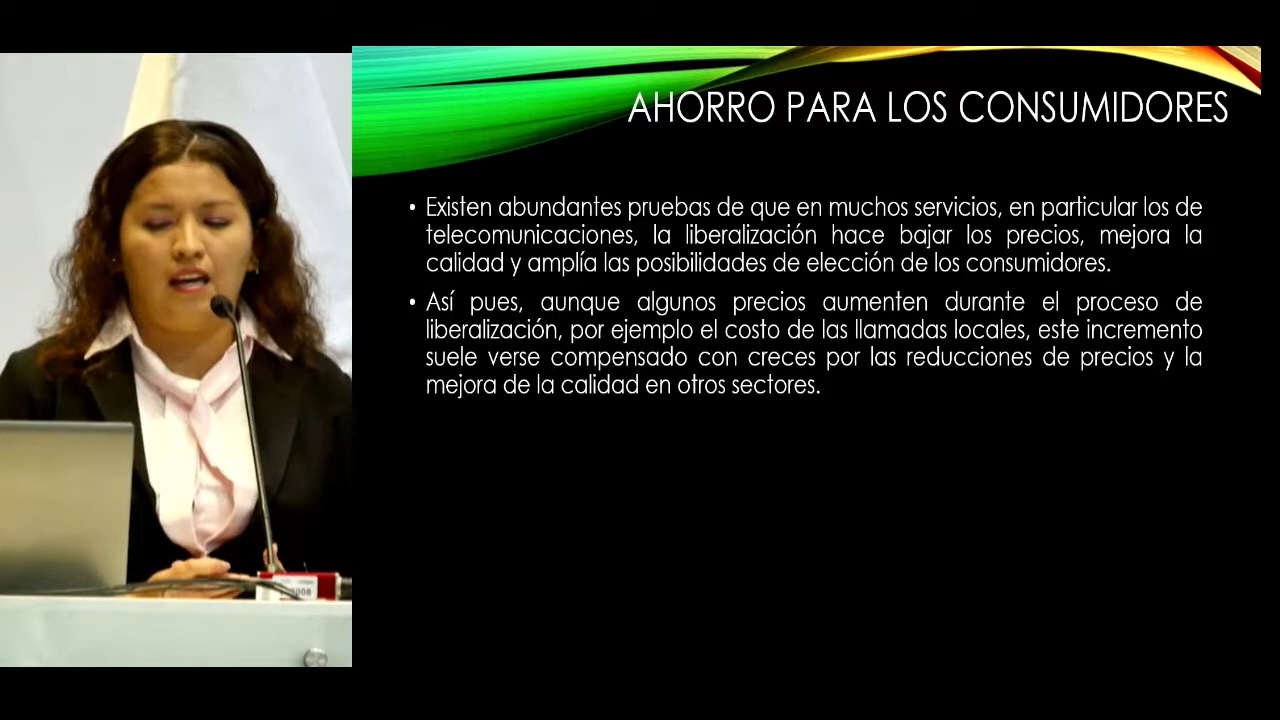 AHORRO PARA LOS CONSUMIDORES
• Existen abundantes pruebas de que en muchos servicios, en particular los de
telecomunicaciones, la liberalización hace bajar los precios, mejora la
calidad y amplía las posibilidades de elección de los consumidores.
• Así pues, aunque algunos precios aumenten durante el proceso de
liberalización, por ejemplo el costo de las llamadas locales, este incremento
suele verse compensado con creces por las reducciones de precios y la
mejora de la calidad en otros sectores.